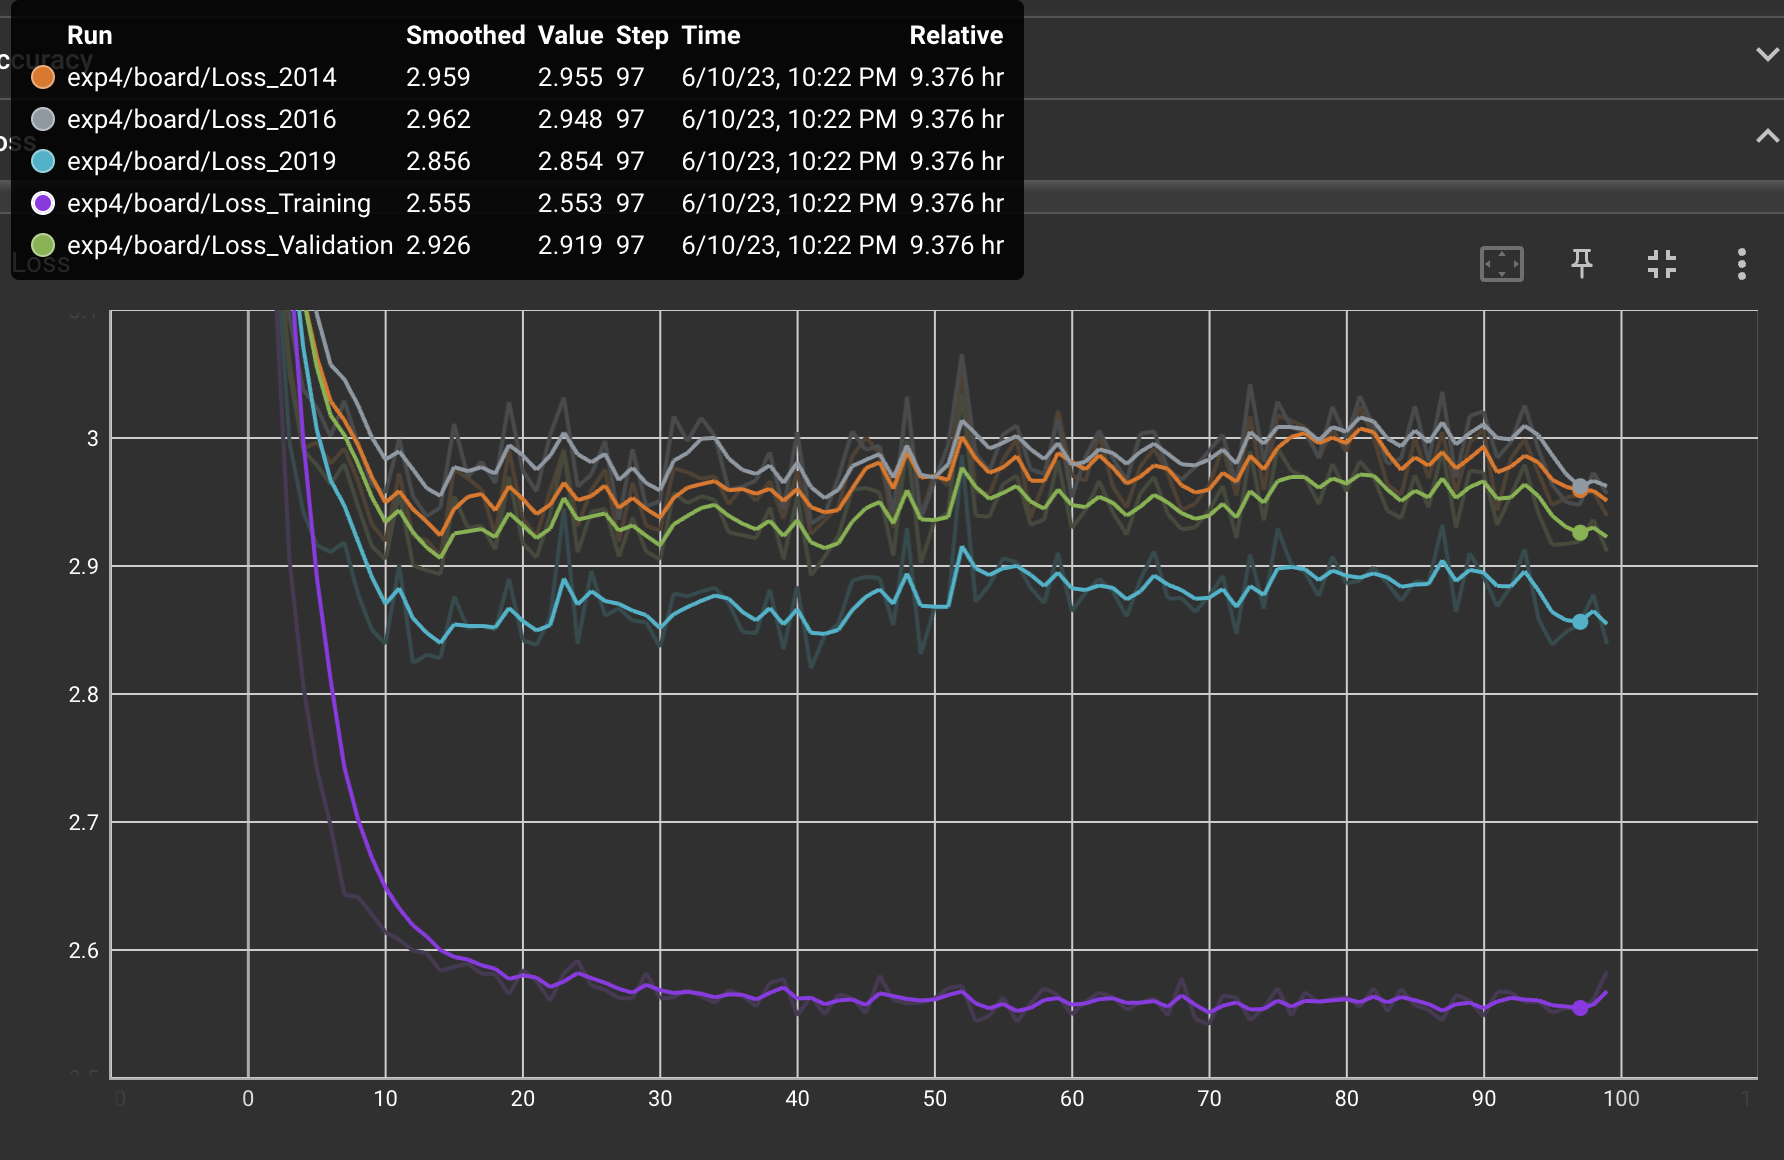 Run Smoothed Value Step Time Relative
ccuracy
exp4/board/Loss_2014 2.959 2.955 97 6/10/23, 10:22 PM 9.376 hr
exp4/board/Loss_2016 2.962 2.948 97 6/10/23, 10:22 PM 9.376 hr
oss
exp4/board/Loss_2019 2.856 2.854 97 6/10/23, 10:22 PM 9.376 hr
exp4/board/Loss_Training 2.555 2.553 97 6/10/23, 10:22 PM 9.376 hr
exp4/board/Loss_Validation 2.926 2.919 97 6/10/23, 10:22 PM 9.376 hr
Loss
3
2.9
2.8
2.7
2.6
0 0 10 20 30 40 50 60 70 80 90 100 1